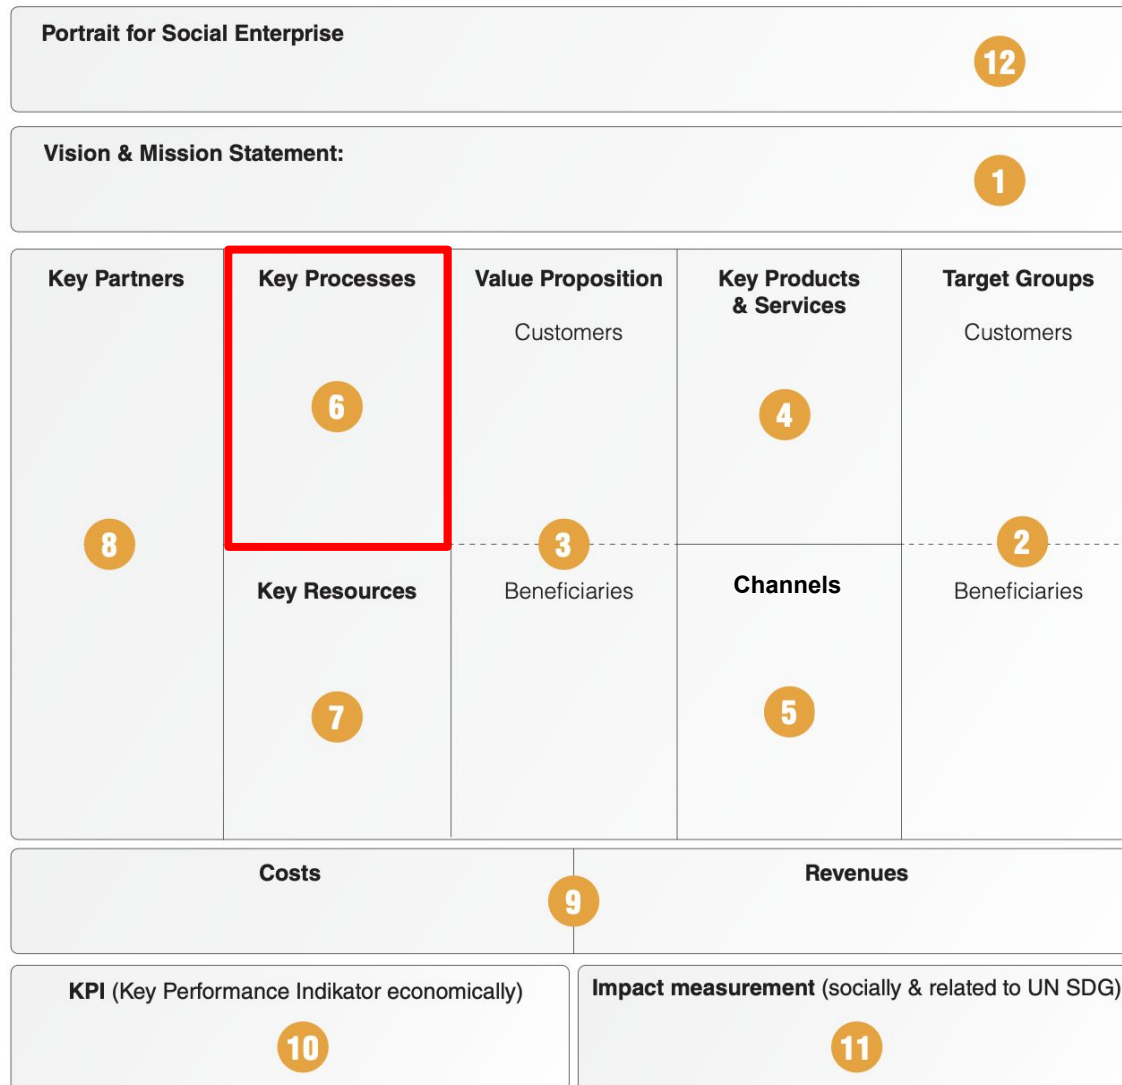 Portrait for Social Enterprise
12
Vision & Mission Statement:
1
Key Partners
8
Key Processes
6
Key Resources
7
Value Proposition
Customers
3
Beneficiaries
Key Products
& Services
4
Channels
5
Target Groups
Customers
2
Beneficiaries
Costs
9
Revenues
KPI (Key Performance Indikator economically)
10
Impact measurement (socially & related to UN SDG)
11